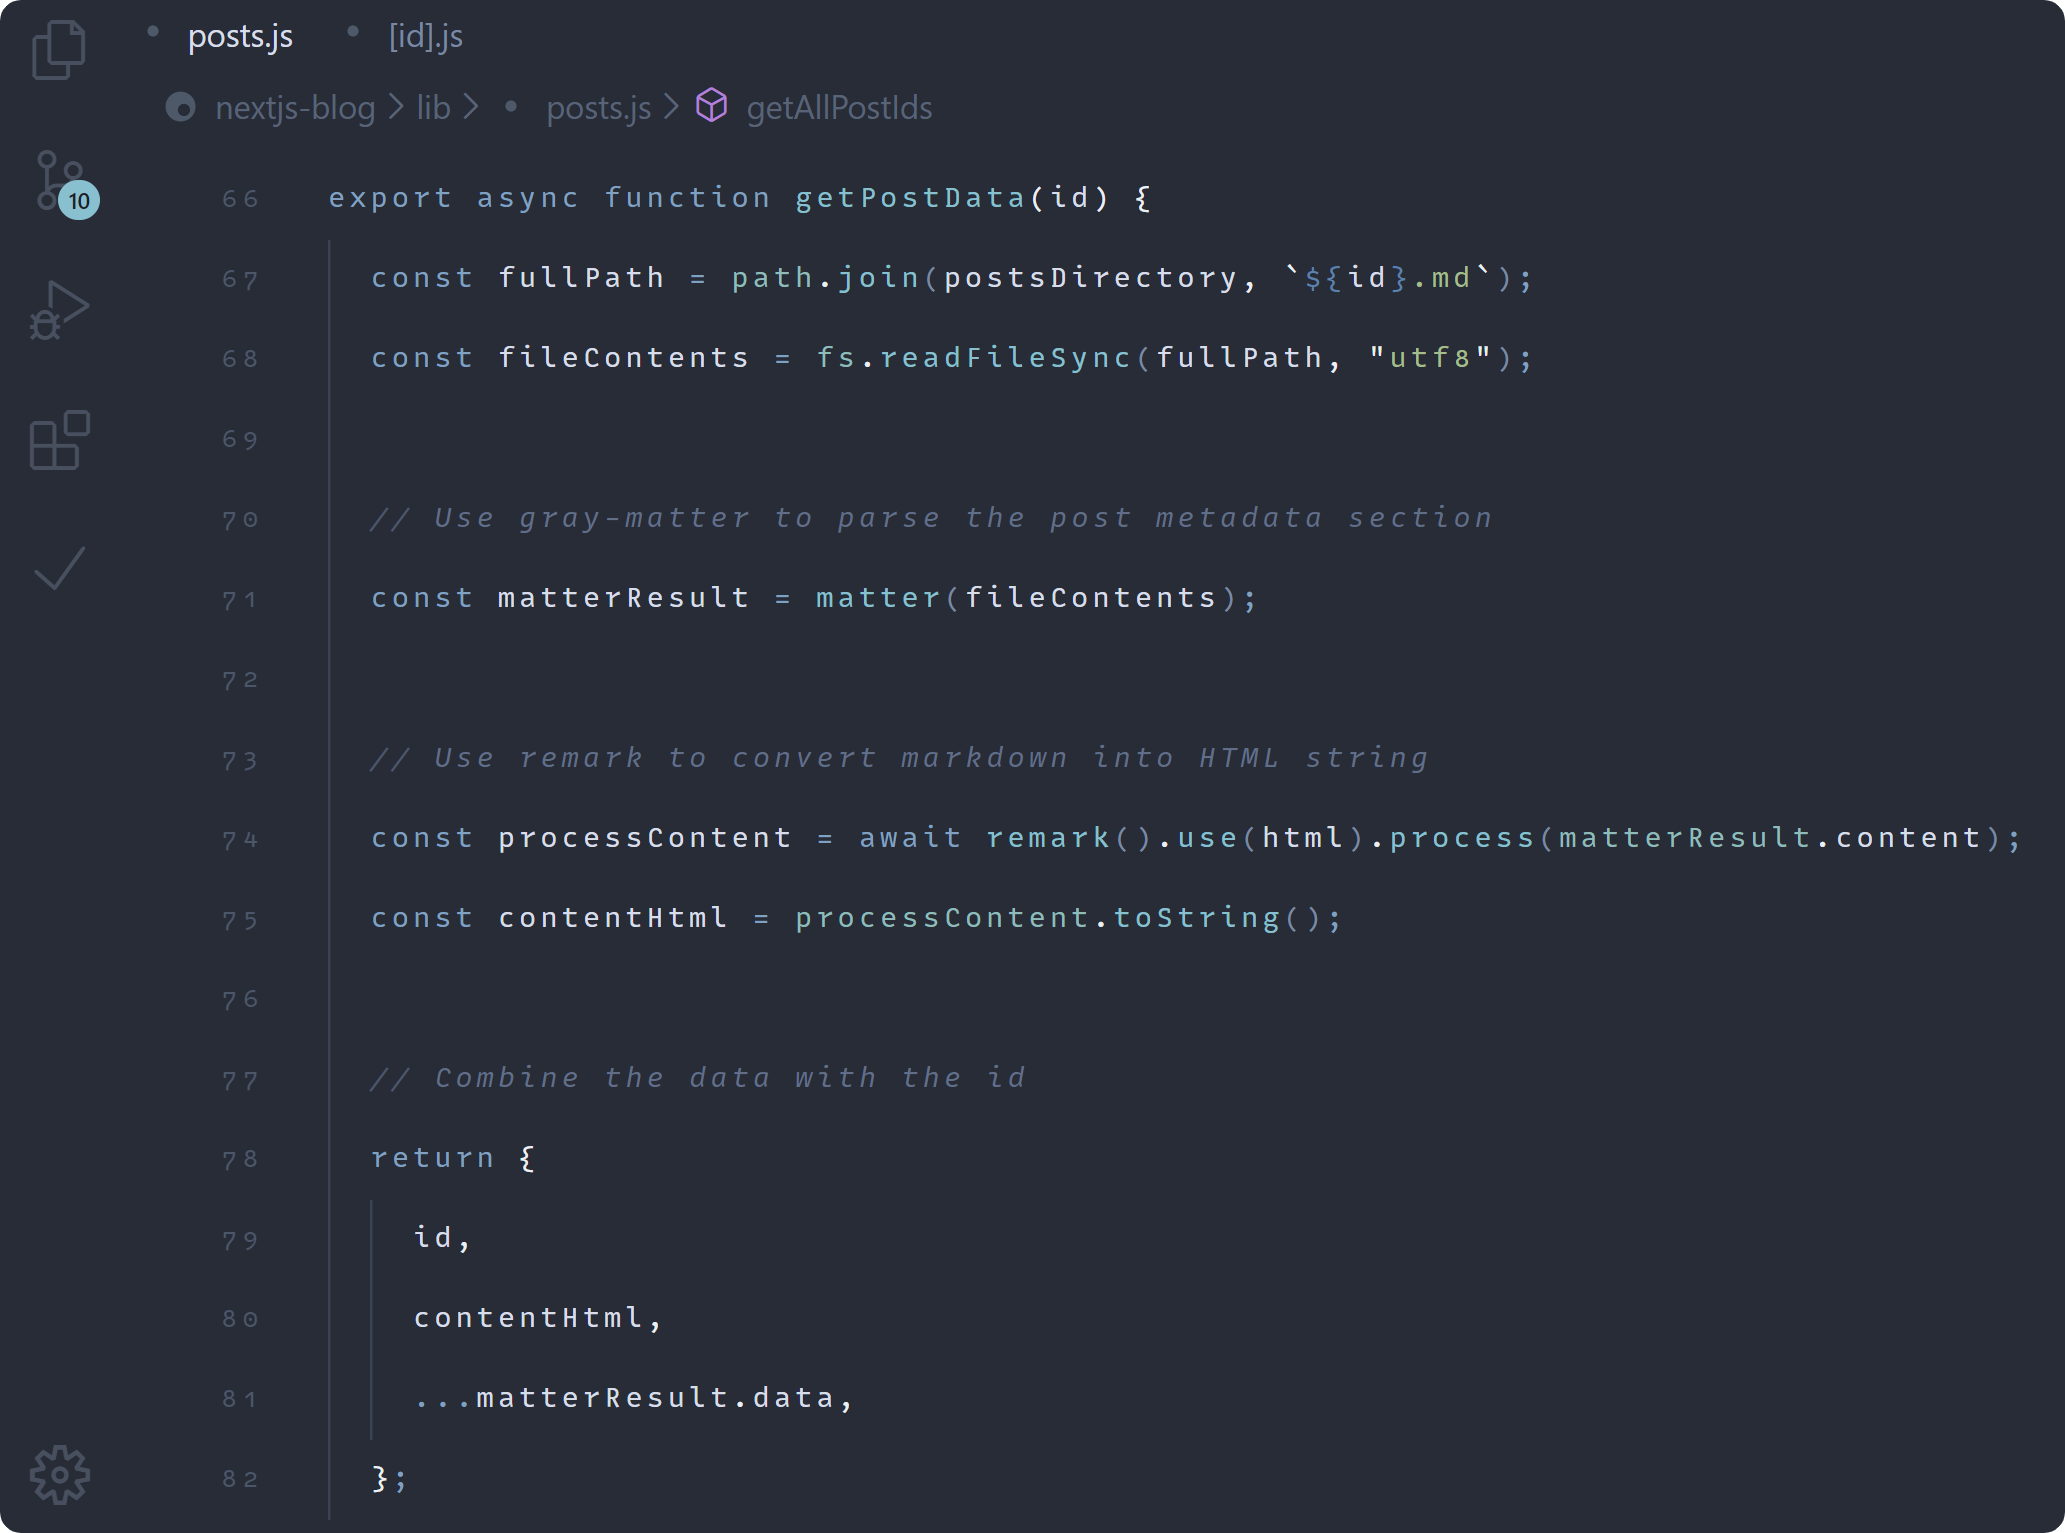 posts.js [id].js
nextjs-blog > lib > posts.js > getAllPostIds
10
66 export async function getPostData(id) {
67   const fullPath = path.join(postsDirectory, `${id}.md`);
68   const fileContents = fs.readFileSync(fullPath, "utf8");
69
70   // Use gray-matter to parse the post metadata section
71   const matterResult = matter(fileContents);
72
73   // Use remark to convert markdown into HTML string
74   const processContent = await remark().use(html).process(matterResult.content);
75   const contentHtml = processContent.toString();
76
77   // Combine the data with the id
78   return {
79     id,
80     contentHtml,
81     ...matterResult.data,
82   };